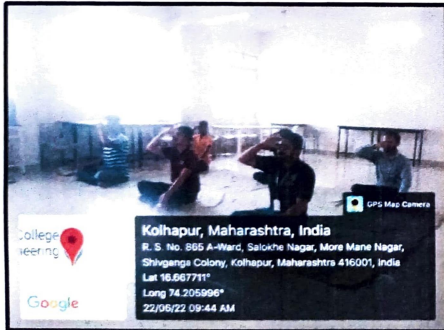 GPS Map Camera
Kolhapur, Maharashtra, India
R. S. No. 865 A-Ward, Salokhe Nagar, More Mane Nagar,
Shivganga Colony, Kolhapur, Maharashtra 416001, India
Lat 16.667711°
Long 74.205996°
22/06/22 09:44 AM
College
neering
Google